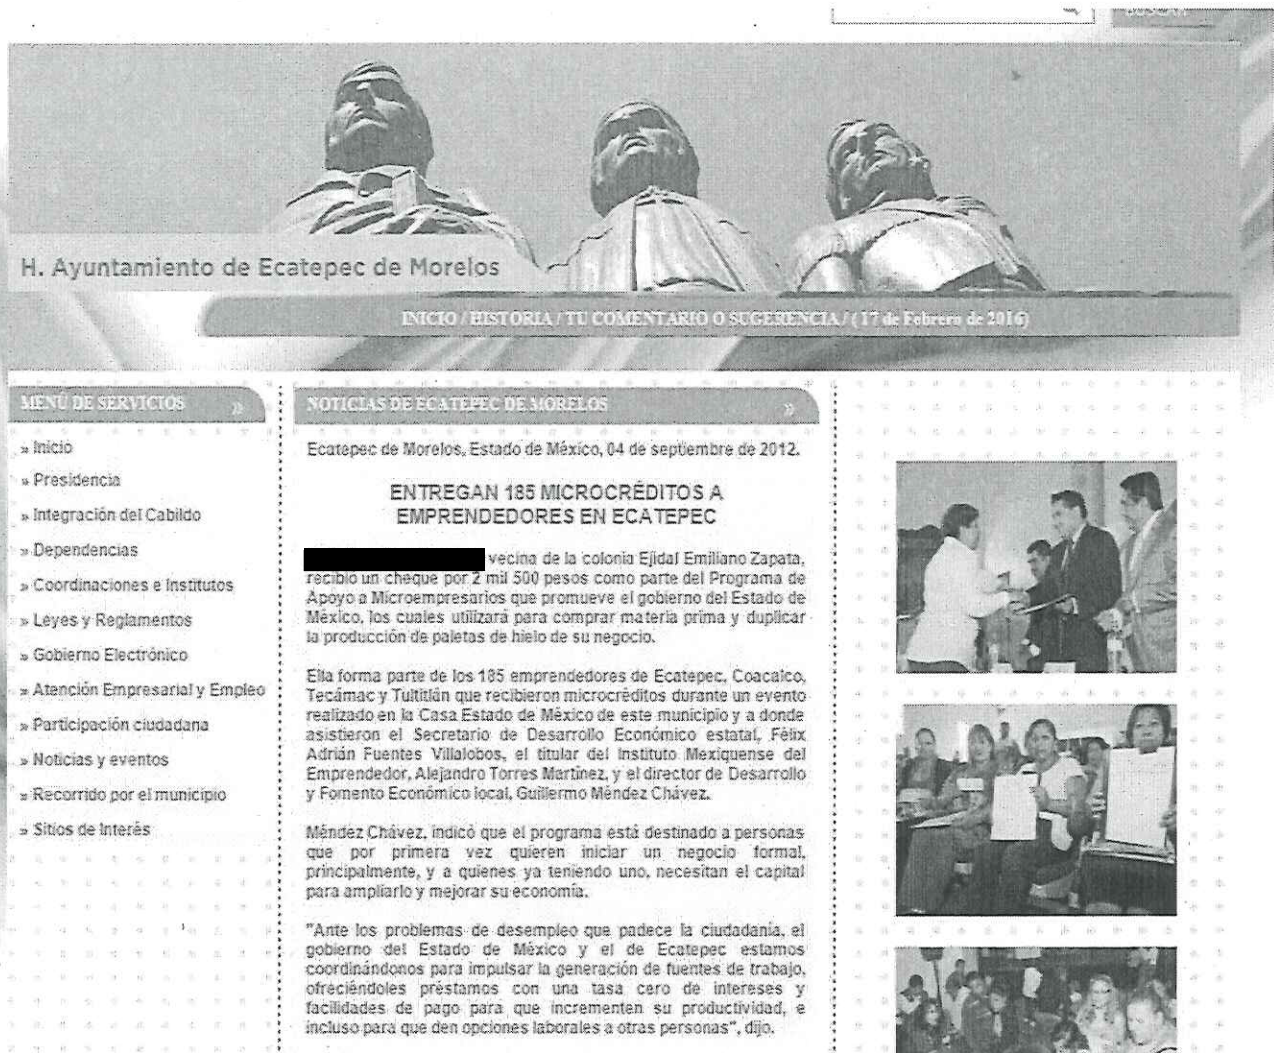 BUSCAR
H. Ayuntamiento de Ecatepec de Morelos
INICIO / HISTORIA / TU COMENTARIO O SUGERENCIA / ( 17 de Febrero de 2016)
MENÚ DE SERVICIOS »
» Inicio
» Presidencia
» Integración del Cabildo
» Dependencias
» Coordinaciones e Institutos
» Leyes y Reglamentos
» Gobierno Electrónico
» Atención Empresarial y Empleo
» Participación ciudadana
» Noticias y eventos
» Recorrido por el municipio
» Sitios de Interés
NOTICIAS DE ECATEPEC DE MORELOS »
Ecatepec de Morelos, Estado de México, 04 de septiembre de 2012.
ENTREGAN 185 MICROCRÉDITOS A
EMPRENDEDORES EN ECATEPEC
vecina de la colonia Ejidal Emiliano Zapata,
recibió un cheque por 2 mil 500 pesos como parte del Programa de
Apoyo a Microempresarios que promueve el gobierno del Estado de
México, los cuales utilizará para comprar materia prima y duplicar
la producción de paletas de hielo de su negocio.
Ella forma parte de los 185 emprendedores de Ecatepec, Coacalco,
Tecámac y Tultitlán que recibieron microcréditos durante un evento
realizado en la Casa Estado de México de este municipio y a donde
asistieron el Secretario de Desarrollo Económico estatal, Félix
Adrián Fuentes Villalobos, el titular del Instituto Mexiquense del
Emprendedor, Alejandro Torres Martínez, y el director de Desarrollo
y Fomento Económico local, Guillermo Méndez Chávez.
Méndez Chávez, indicó que el programa está destinado a personas
que por primera vez quieren iniciar un negocio formal,
principalmente, y a quienes ya teniendo uno, necesitan el capital
para ampliarlo y mejorar su economía.
"Ante los problemas de desempleo que padece la ciudadanía, el
gobierno del Estado de México y el de Ecatepec estamos
coordinándonos para impulsar la generación de fuentes de trabajo,
ofreciéndoles préstamos con una tasa cero de intereses y
facilidades de pago para que incrementen su productividad, e
incluso para que den opciones laborales a otras personas", dijo.